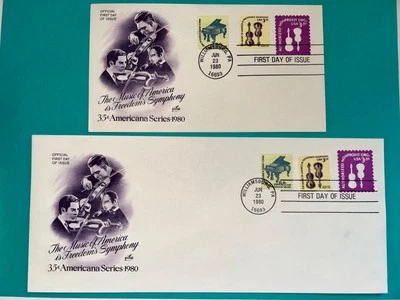 OFFICIAL
FIRST DAY
OF ISSUE
WILLIAMSBURG, PA
JUN
23
1980
16693
FIRST DAY OF ISSUE
The Music of America
is Freedom's Symphony
3.5¢ Americana Series·1980
OFFICIAL
FIRST DAY
OF ISSUE
WILLIAMSBURG, PA
JUN
23
1980
16693
FIRST DAY OF ISSUE
The Music of America
is Freedom's Symphony
3.5¢ Americana Series·1980